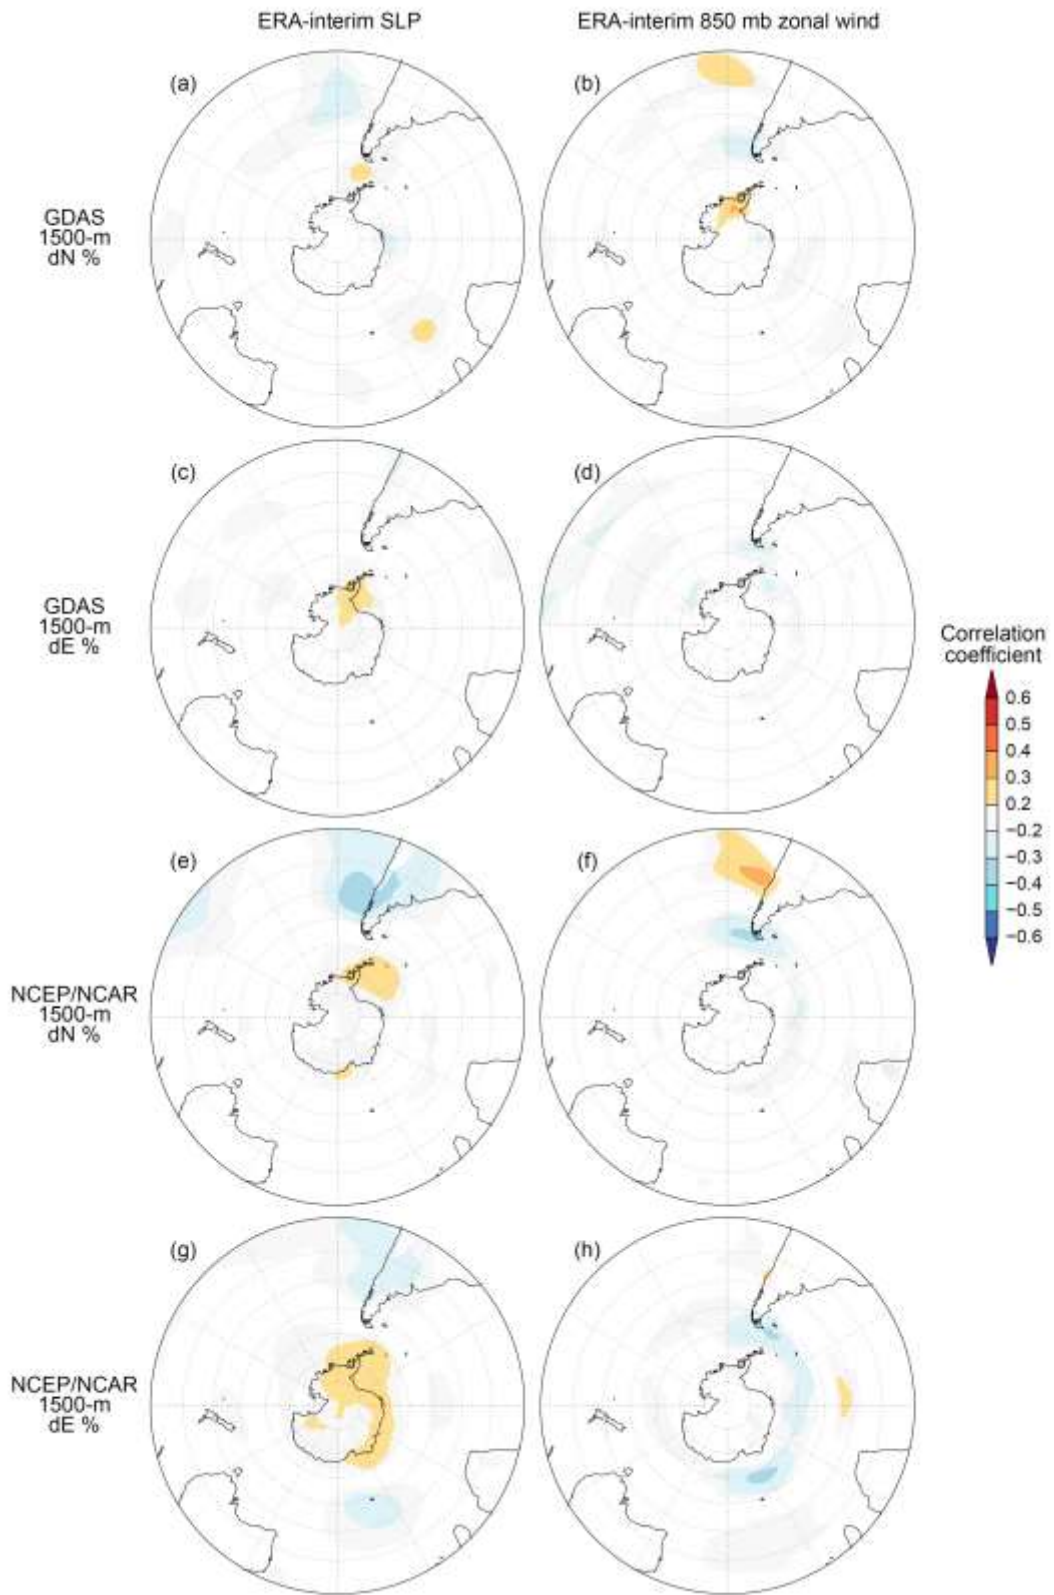 ERA-interim SLP
ERA-interim 850 mb zonal wind
(a)
(b)
GDAS
1500-m
dN %
(c)
(d)
GDAS
1500-m
dE %
Correlation
coefficient
0.6
0.5
0.4
0.3
0.2
−0.2
−0.3
−0.4
−0.5
−0.6
(e)
(f)
NCEP/NCAR
1500-m
dN %
(g)
(h)
NCEP/NCAR
1500-m
dE %